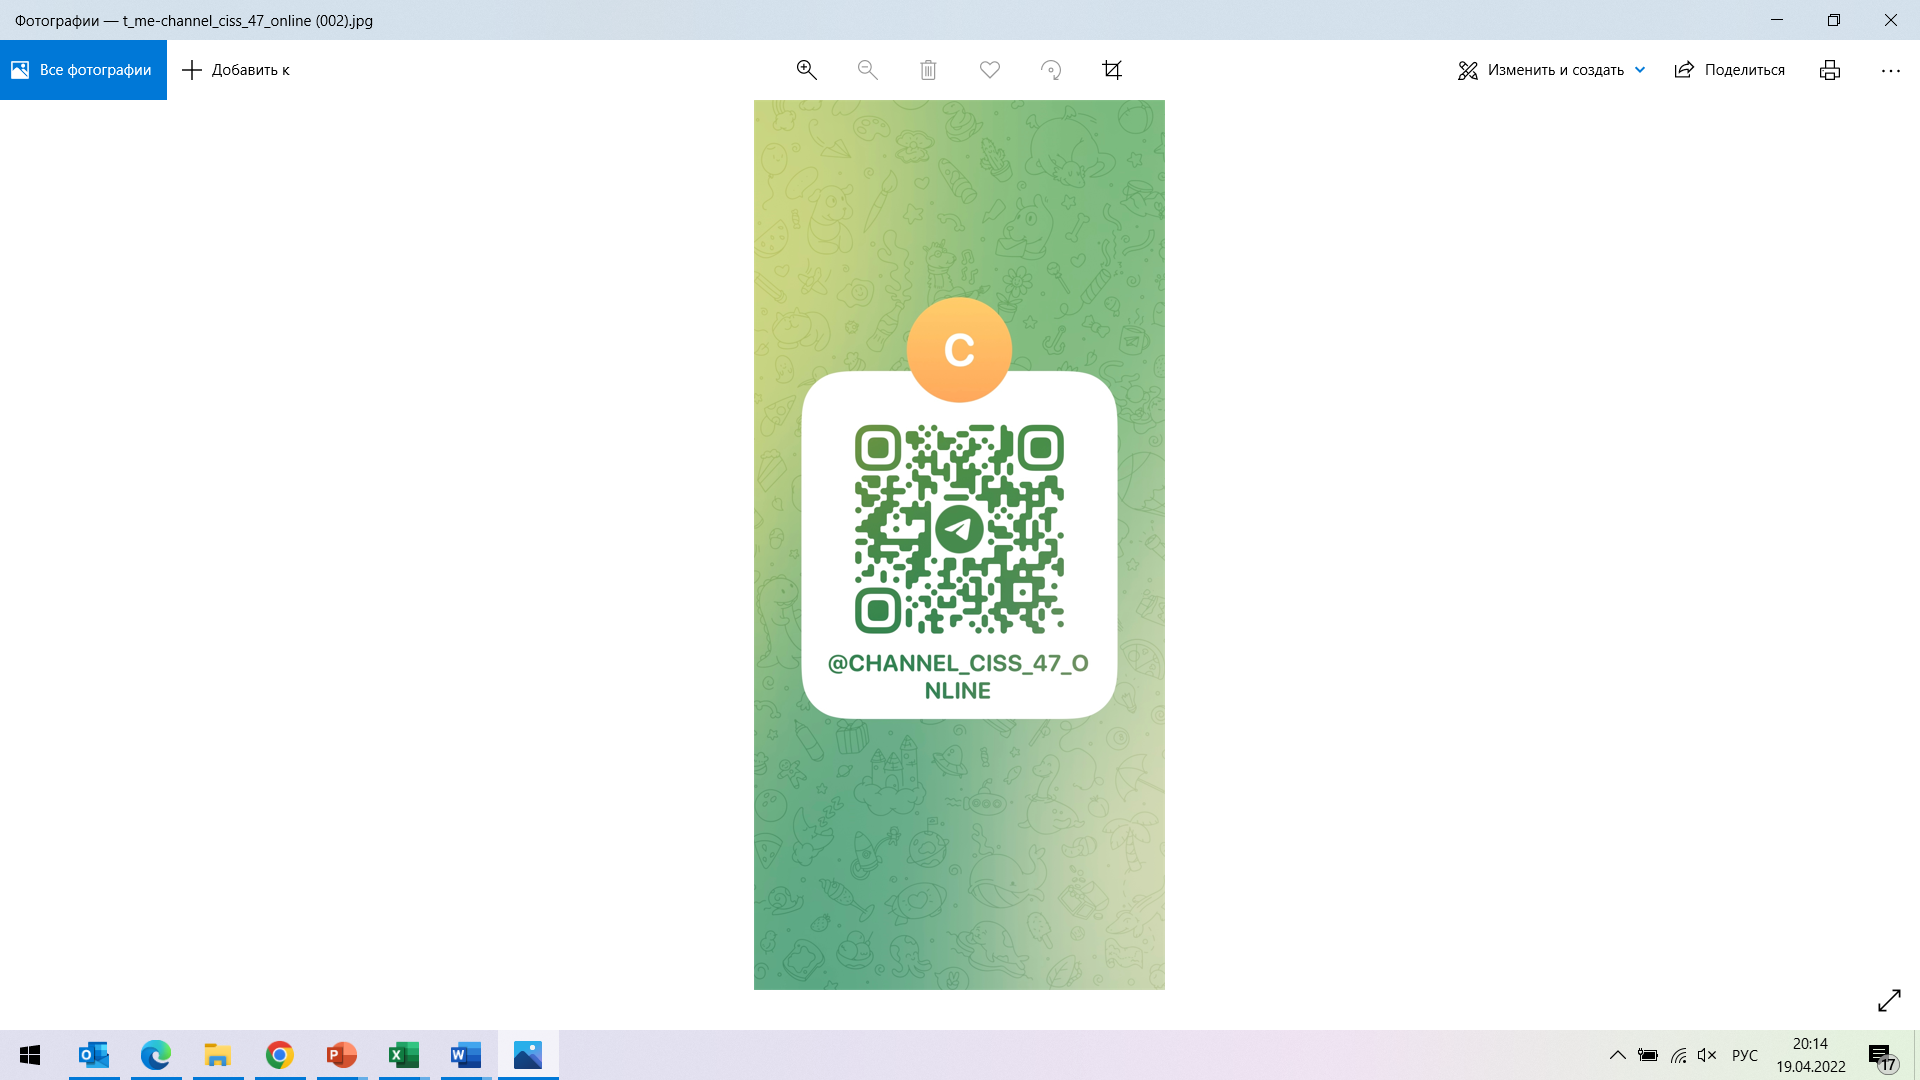 Фотографии — t_me-channel_ciss_47_online (002).jpg
Все фотографии
Добавить к
Изменить и создать
Поделиться
C
@CHANNEL_CISS_47_O
NLINE
РУС
20:14
19.04.2022
17